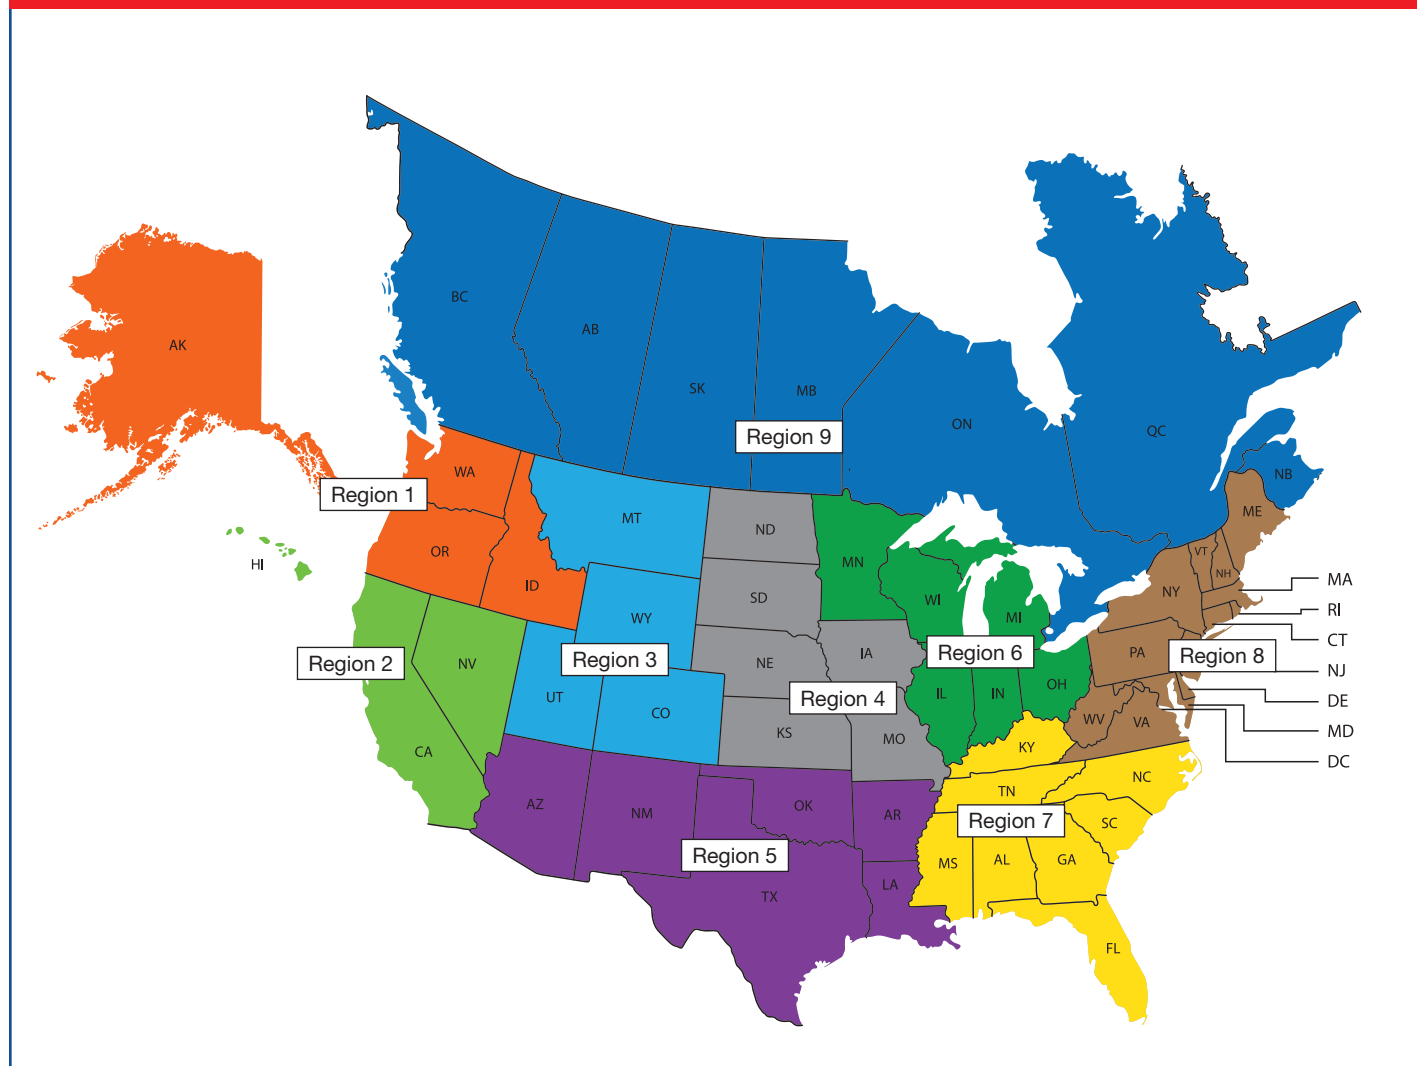 BC
AB
AK
SK
MB
ON
QC
Region 9
NB
WA
Region 1
ME
MT
ND
OR
VT
MN
HI
NH
MA
ID
NY
SD
WI
RI
WY
MI
CT
IA
PA
Region 6
Region 8
Region 2
NV
Region 3
NE
NJ
OH
UT
IL
IN
Region 4
DE
CO
WV
VA
KS
MD
MO
KY
CA
DC
NC
TN
AZ
OK
NM
AR
Region 7
SC
Region 5
MS
AL
GA
LA
TX
FL